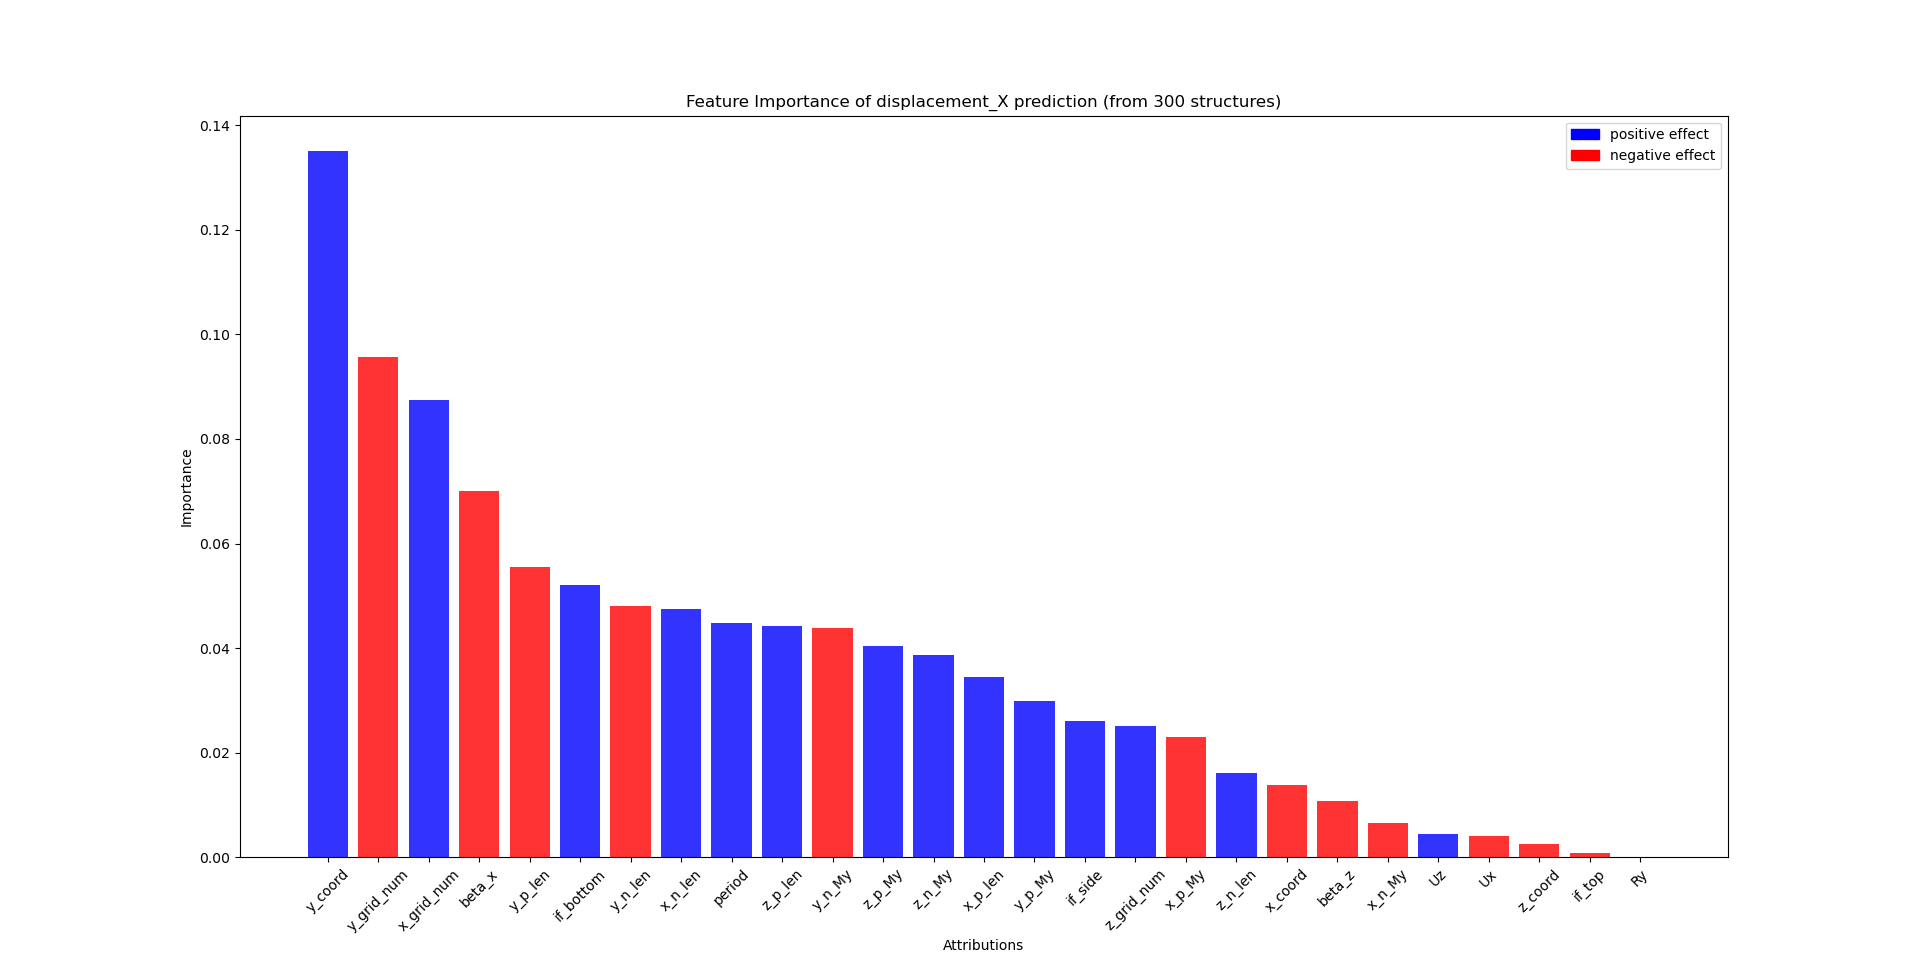 Feature Importance of displacement_X prediction (from 300 structures)
positive effect
negative effect
Importance
0.14
0.12
0.10
0.08
0.06
0.04
0.02
0.00
y_coord
y_grid_num
x_grid_num
beta_x
y_p_len
if_bottom
y_n_len
x_n_len
period
z_p_len
y_n_My
z_p_My
z_n_My
x_p_len
y_p_My
if_side
z_grid_num
x_p_My
z_n_len
x_coord
beta_z
x_n_My
Uz
Ux
z_coord
if_top
Ry
Attributions